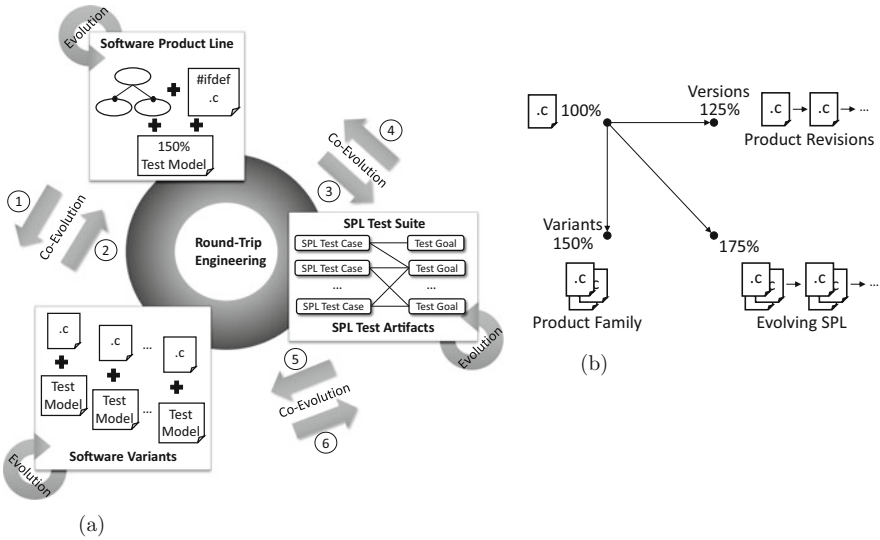 Evolution
Software Product Line
#ifdef
.c
150%
Test Model
1
Co-Evolution
2
4
Co-Evolution
3
Round-Trip
Engineering
SPL Test Suite
SPL Test Case
Test Goal
SPL Test Case
Test Goal
...
...
SPL Test Case
Test Goal
SPL Test Artifacts
Evolution
.c
.c
...
.c
Test
Model
Test
Model
...
Test
Model
Software Variants
Evolution
5
Co-Evolution
6
(a)
.c
100%
Versions
125%
.c
.c
...
Product Revisions
Variants
150%
.c
Product Family
175%
.c
.c
...
Evolving SPL
(b)